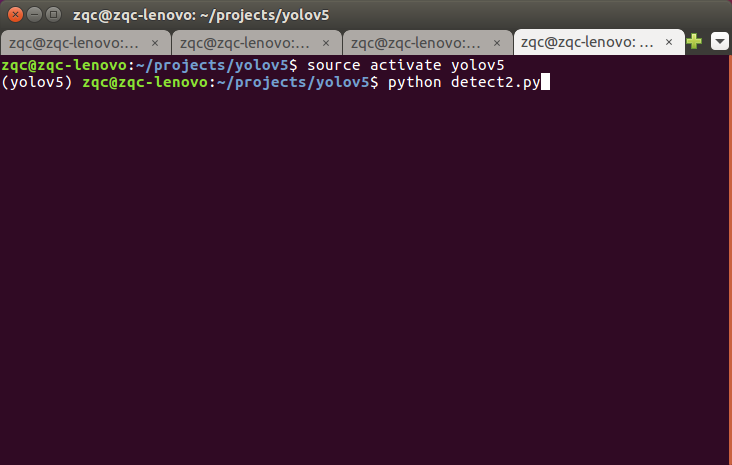 zqc@zqc-lenovo: ~/projects/yolov5
zqc@zqc-lenovo:... × zqc@zqc-lenovo:... × zqc@zqc-lenovo:... × zqc@zqc-lenovo: ... ×
zqc@zqc-lenovo:~/projects/yolov5$ source activate yolov5
(yolov5) zqc@zqc-lenovo:~/projects/yolov5$ python detect2.py